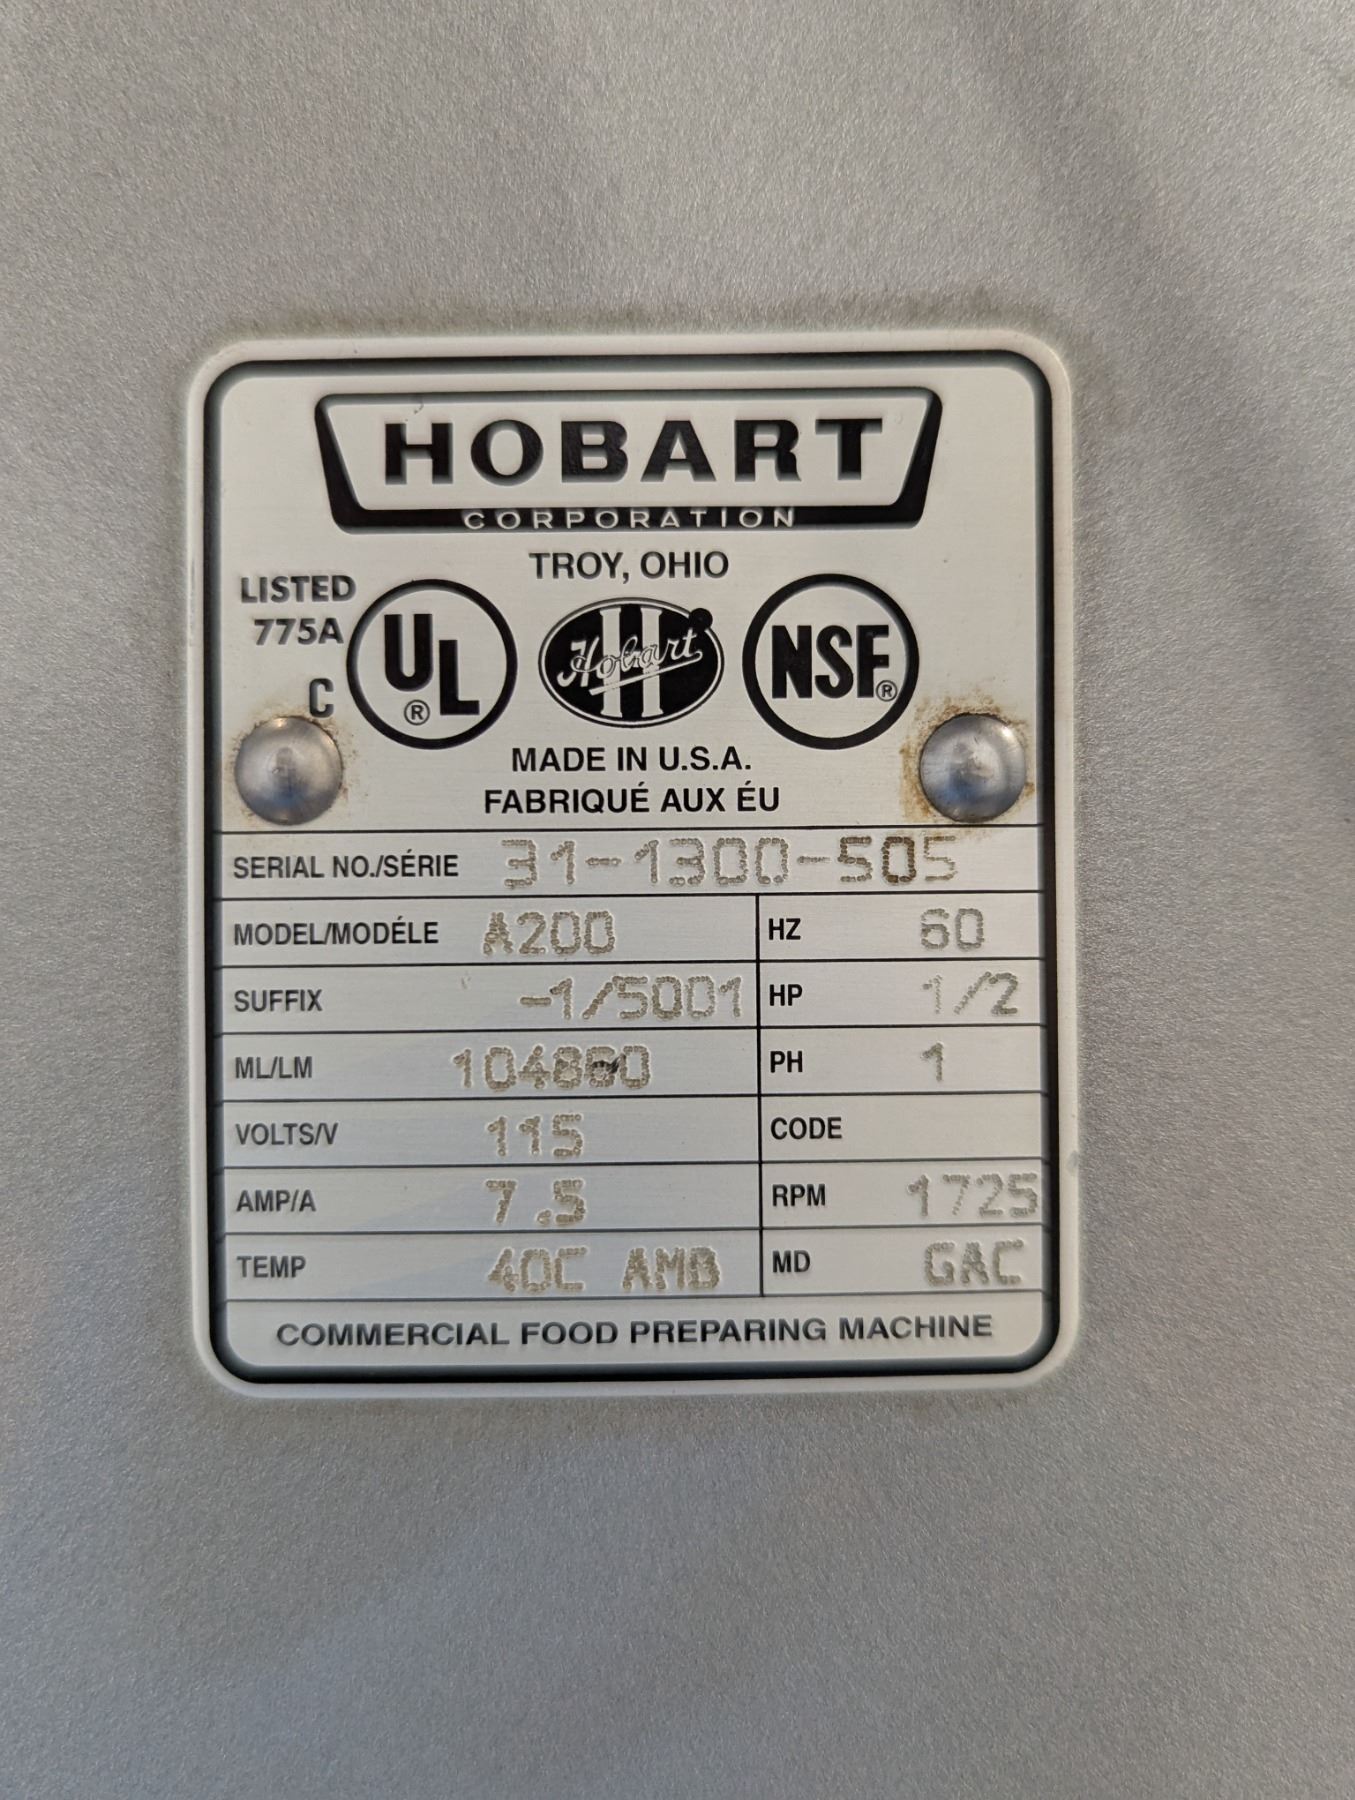 HOBART
CORPORATION
TROY, OHIO
LISTED
775A
C
UL
®
Hobart
NSF
®
MADE IN U.S.A.
FABRIQUÉ AUX ÉU
SERIAL NO./SÉRIE 31-1300-505
MODEL/MODÉLE A200 HZ 60
SUFFIX -1/5001 HP 1/2
ML/LM PH 1
VOLTS/V 115 CODE
AMP/A 7.5 RPM 1725
TEMP 40C AMB MD GAC
COMMERCIAL FOOD PREPARING MACHINE